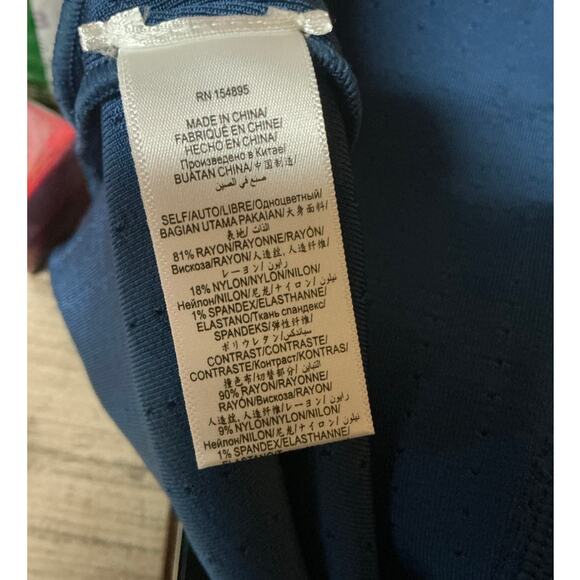 RN 154895
MADE IN CHINA/
FABRIQUÉ EN CHINE/
HECHO EN CHINA/
Произведено в Китае/
BUATAN CHINA/中国制造/
صنع في الصين
SELF/AUTO/LIBRE/Одноцветный/
BAGIAN UTAMA PAKAIAN/大身面料/
表地/الذات/
81% RAYON/RAYONNE/RAYÓN/
Вискоза/RAYON/人造丝, 人造纤维/
レーヨン/رايون/
18% NYLON/NYLON/NILON/
Нейлон/NILON/尼龙/ナイロン/نايلون/
1% SPANDEX/ELASTHANNE/
ELASTANO/Ткань спандекс/
SPANDEKS/弹性纤维/
ポリウレタン/سباندكس/
CONTRAST/CONTRASTE/
CONTRASTE/Контраст/KONTRAS/
撞色布/切替部分/التباين/
90% RAYON/RAYONNE/
RAYÓN/Вискоза/RAYON/
人造丝, 人造纤维/レーヨン/رايون/
9% NYLON/NYLON/NILON/
Нейлон/NILON/尼龙/ナイロン/نايلون/
1% SPANDEX/ELASTHANNE/